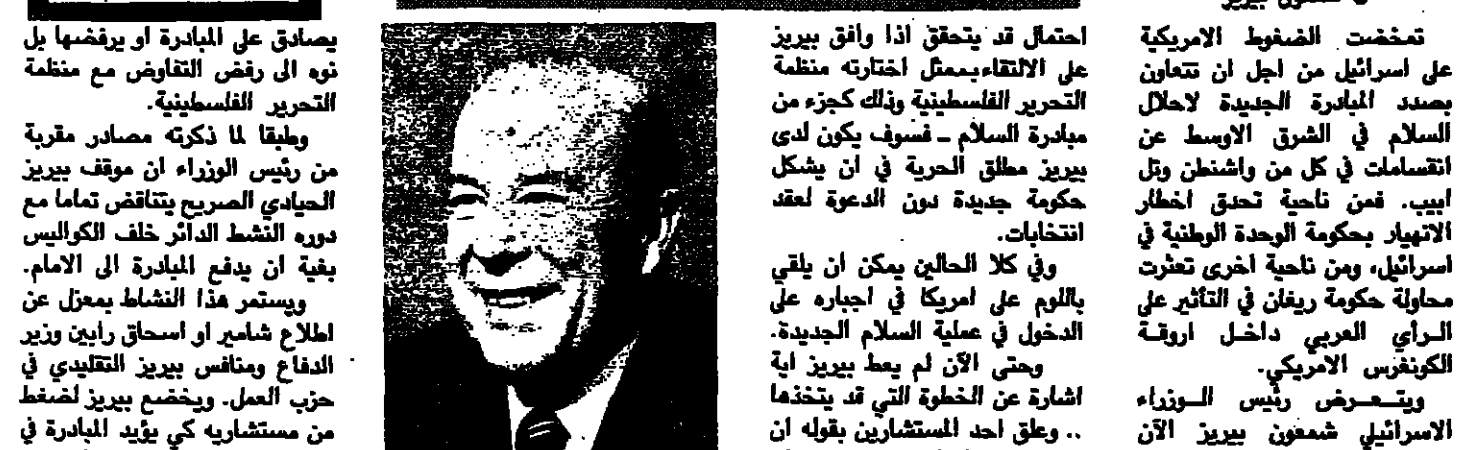 شمعون بيريز
تمخضت الضغوط الامريكية
على اسرائيل من اجل ان تتعاون
بصدد المبادرة الجديدة لاحلال
السلام في الشرق الاوسط عن
انقسامات في كل من واشنطن وتل
ابيب. فمن ناحية تحدق اخطار
الانهيار بحكومة الوحدة الوطنية في
اسرائيل، ومن ناحية اخرى تعثرت
محاولة حكومة ريغان في التأثير على
الرأي العربي داخل اروقة
الكونغرس الامريكي.
ويتعرض رئيس الوزراء
الاسرائيلي شمعون بيريز الآن
احتمال قد يتحقق اذا وافق بيريز
على الالتقاء بممثل اختارته منظمة
التحرير الفلسطينية وذلك كجزء من
مبادرة السلام ـ فسوف يكون لدى
بيريز مطلق الحرية في ان يشكل
حكومة جديدة دون الدعوة لعقد
انتخابات.
وفي كلا الحالين يمكن ان يلقي
باللوم على امريكا في اجباره على
الدخول في عملية السلام الجديدة.
وحتى الآن لم يعط بيريز اية
اشارة عن الخطوة التي قد يتخذها
.. وعلق احد المستشارين بقوله ان
يصادق على المبادرة او يرفضها بل
نوه الى رفض التفاوض مع منظمة
التحرير الفلسطينية.
وطبقا لما ذكرته مصادر مقربة
من رئيس الوزراء ان موقف بيريز
الحيادي الصريح يتناقض تماما مع
دوره النشط الدائر خلف الكواليس
بغية ان يدفع المبادرة الى الامام.
ويستمر هذا النشاط بمعزل عن
اطلاع شامير او اسحاق رابين وزير
الدفاع ومنافس بيريز التقليدي في
حزب العمل. ويخضع بيريز لضغط
من مستشاريه كي يؤيد المبادرة في